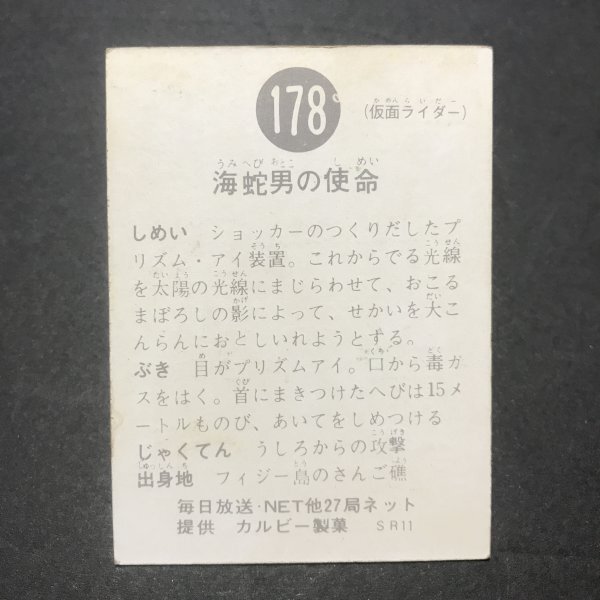 178
(仮面ライダー)
海蛇男の使命
しめい ショッカーのつくりだしたプ
リズム・アイ装置。これからでる光線
を太陽の光線にまじらわせて、おこる
まぼろしの影によって、せかいを大こ
んらんにおとしいれようとする。
ぶき 目がプリズムアイ。口から毒ガ
スをはく。首にまきつけたへびは15メ
ートルものび、あいてをしめつける
じゃくてん うしろからの攻撃
出身地 フィジー島のさんご礁
毎日放送・NET他27局ネット
提供 カルビー製菓 SR11